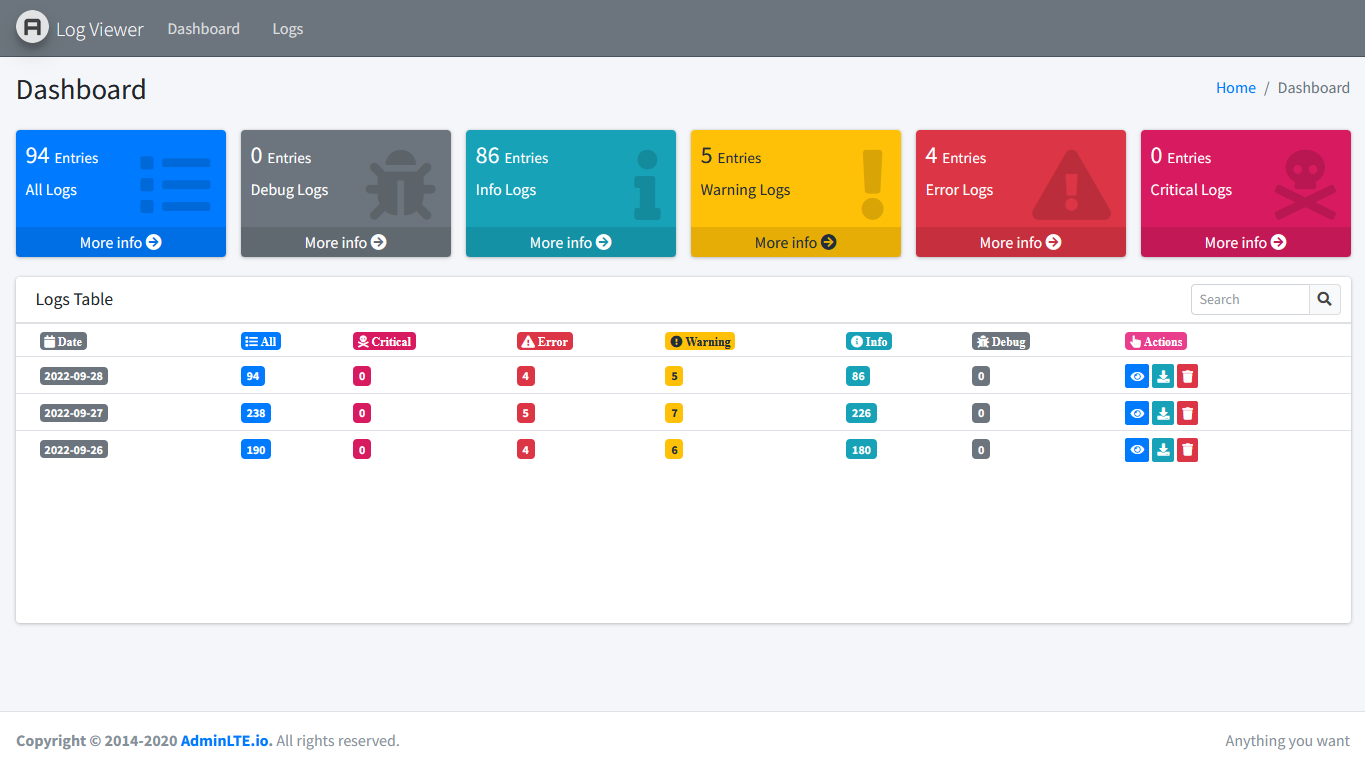 Log Viewer Dashboard Logs
Dashboard
Home / Dashboard
94 Entries
All Logs
More info
0 Entries
Debug Logs
More info
86 Entries
Info Logs
More info
5 Entries
Warning Logs
More info
4 Entries
Error Logs
More info
0 Entries
Critical Logs
More info
Logs Table
Search
Date All Critical Error Warning Info Debug Actions
2022-09-28 94 0 4 5 86 0
2022-09-27 238 0 5 7 226 0
2022-09-26 190 0 4 6 180 0
Copyright © 2014-2020 AdminLTE.io. All rights reserved.
Anything you want